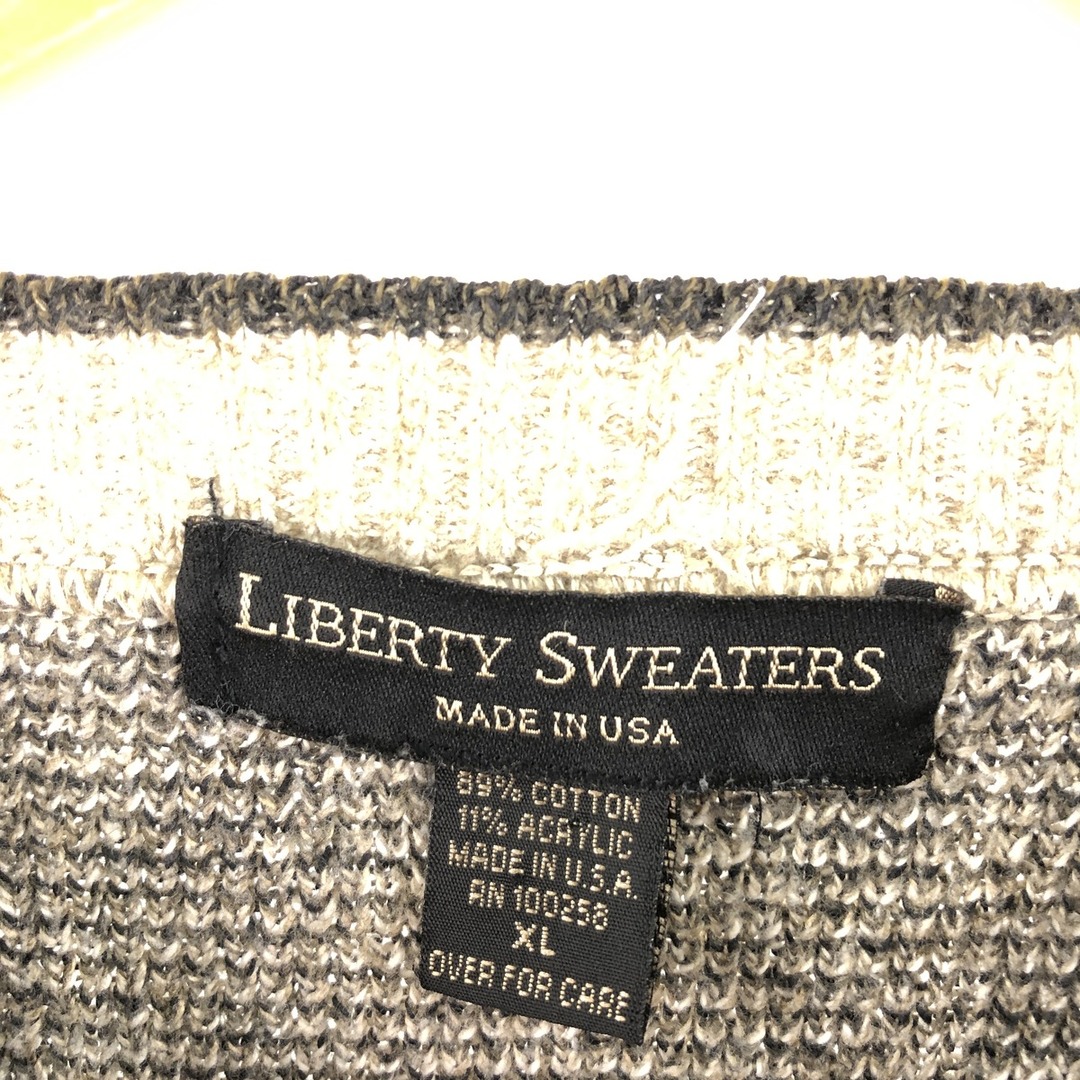 LIBERTY SWEATERS
MADE IN USA
89% COTTON
11% ACRYLIC
MADE IN U.S.A.
RN 100258
XL
OVER FOR CARE